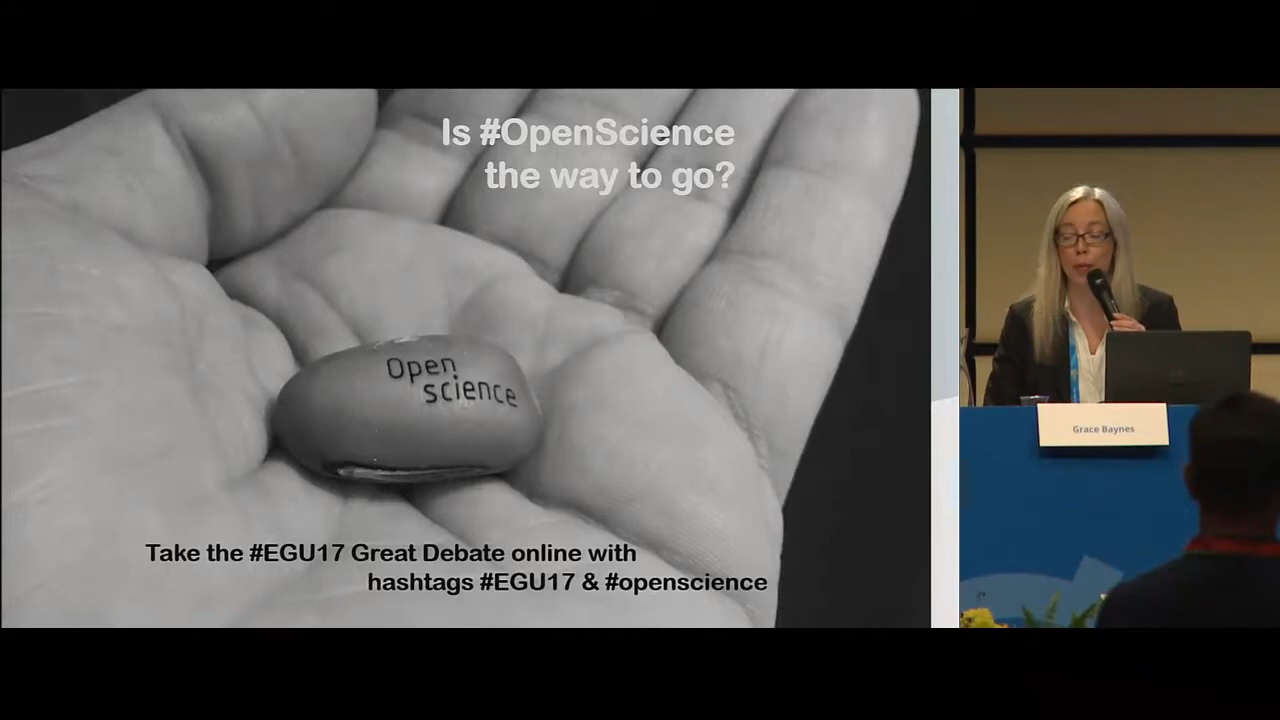 Is #OpenScience
the way to go?
Open
science
Take the #EGU17 Great Debate online with
hashtags #EGU17 & #openscience
Grace Baynes